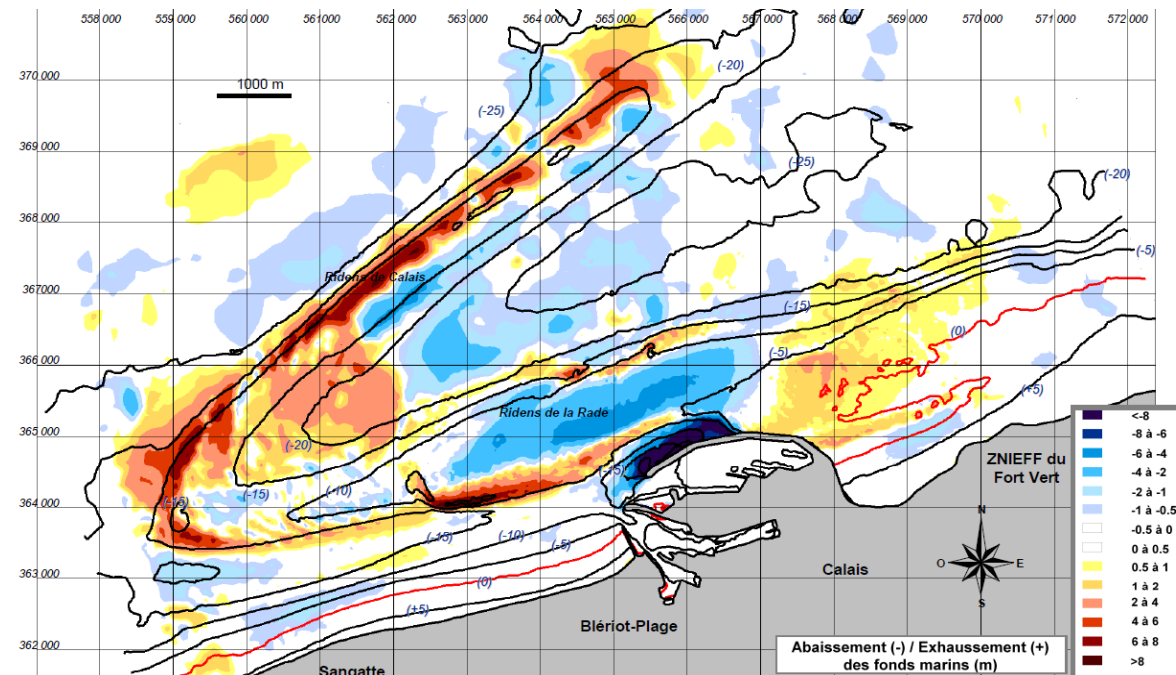 558 000 559 000 560 000 561 000 562 000 563 000 564 000 565 000 566 000 567 000 568 000 569 000 570 000 571 000 572 000
370 000
1000 m
(-20)
(-25)
369 000
(-25)
(-20)
368 000
Ridens de Calais
(-5)
367 000
(-15)
(0)
366 000
(-5)
(+5)
Ridens de la Rade
365 000
(-20)
(-15)
(-15)
(-10)
(-15)
364 000
(-15)
(-10)
(-5)
363 000
(0)
(+5)
362 000
Sangatte
Blériot-Plage
Calais
ZNIEFF du
Fort Vert
N
O
E
S
Abaissement (-) / Exhaussement (+)
des fonds marins (m)
<-8
-8 à -6
-6 à -4
-4 à -2
-2 à -1
-1 à -0.5
-0.5 à 0
0 à 0.5
0.5 à 1
1 à 2
2 à 4
4 à 6
6 à 8
>8